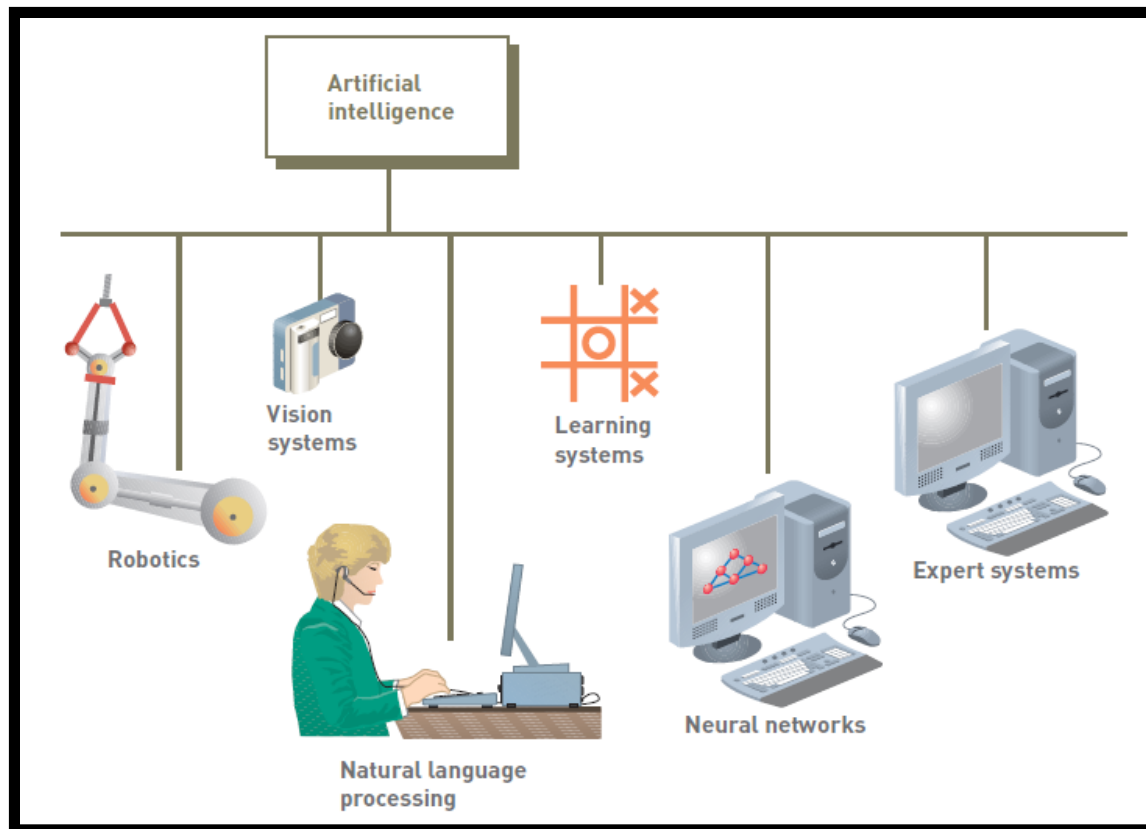 Artificial
intelligence
Vision
systems
Learning
systems
Robotics
Expert systems
Neural networks
Natural language
processing